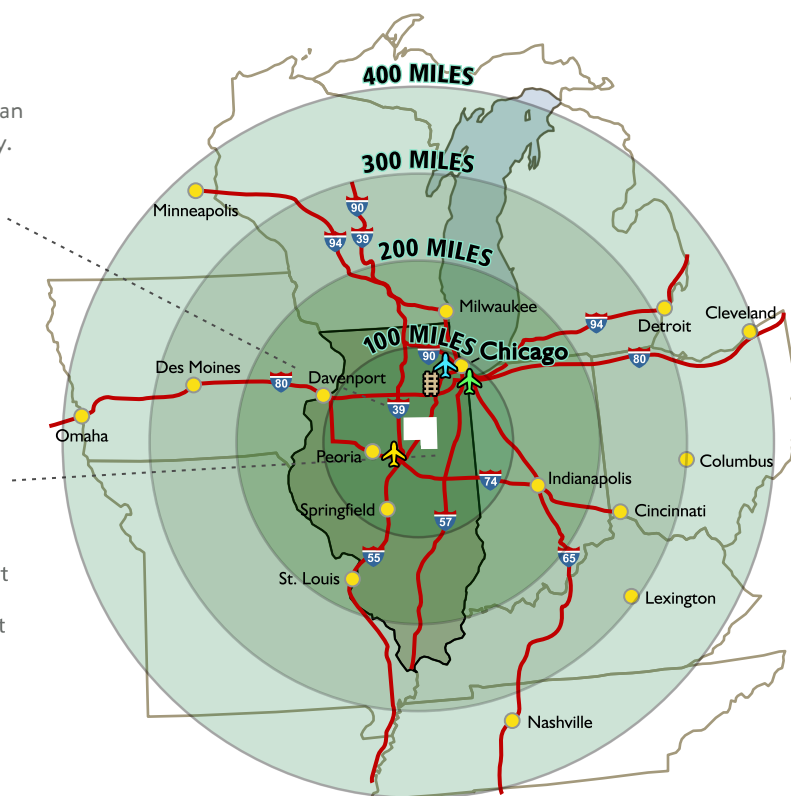 400 MILES
an
y.
300 MILES
Minneapolis
90
94
39
200 MILES
Milwaukee
94
Detroit
Cleveland
100 MILES
90
Chicago
80
Des Moines
80
Davenport
39
Omaha
Peoria
74
Indianapolis
Columbus
Springfield
57
Cincinnati
55
65
St. Louis
rt
Lexington
t
Nashville